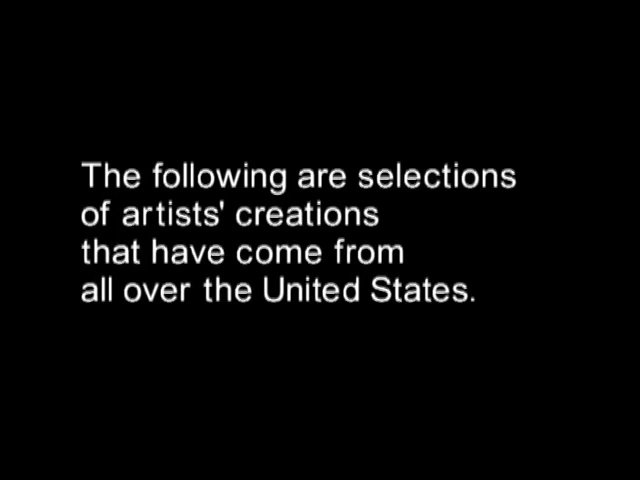 The following are selections
of artists' creations
that have come from
all over the United States.